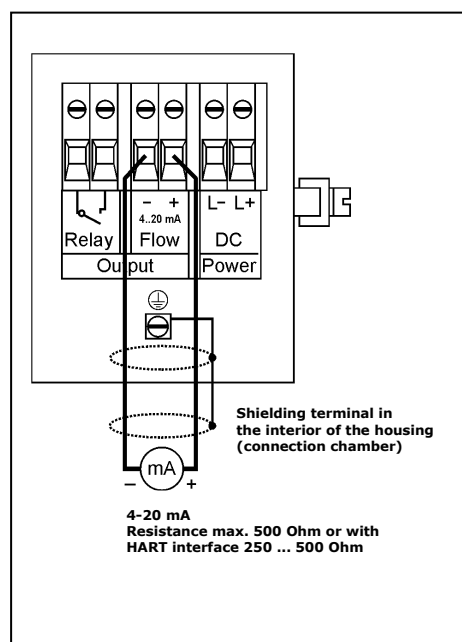 – +
4..20 mA
L– L+
Relay Flow DC
Output Power
Shielding terminal in
the interior of the housing
(connection chamber)
– mA +
4-20 mA
Resistance max. 500 Ohm or with
HART interface 250 ... 500 Ohm